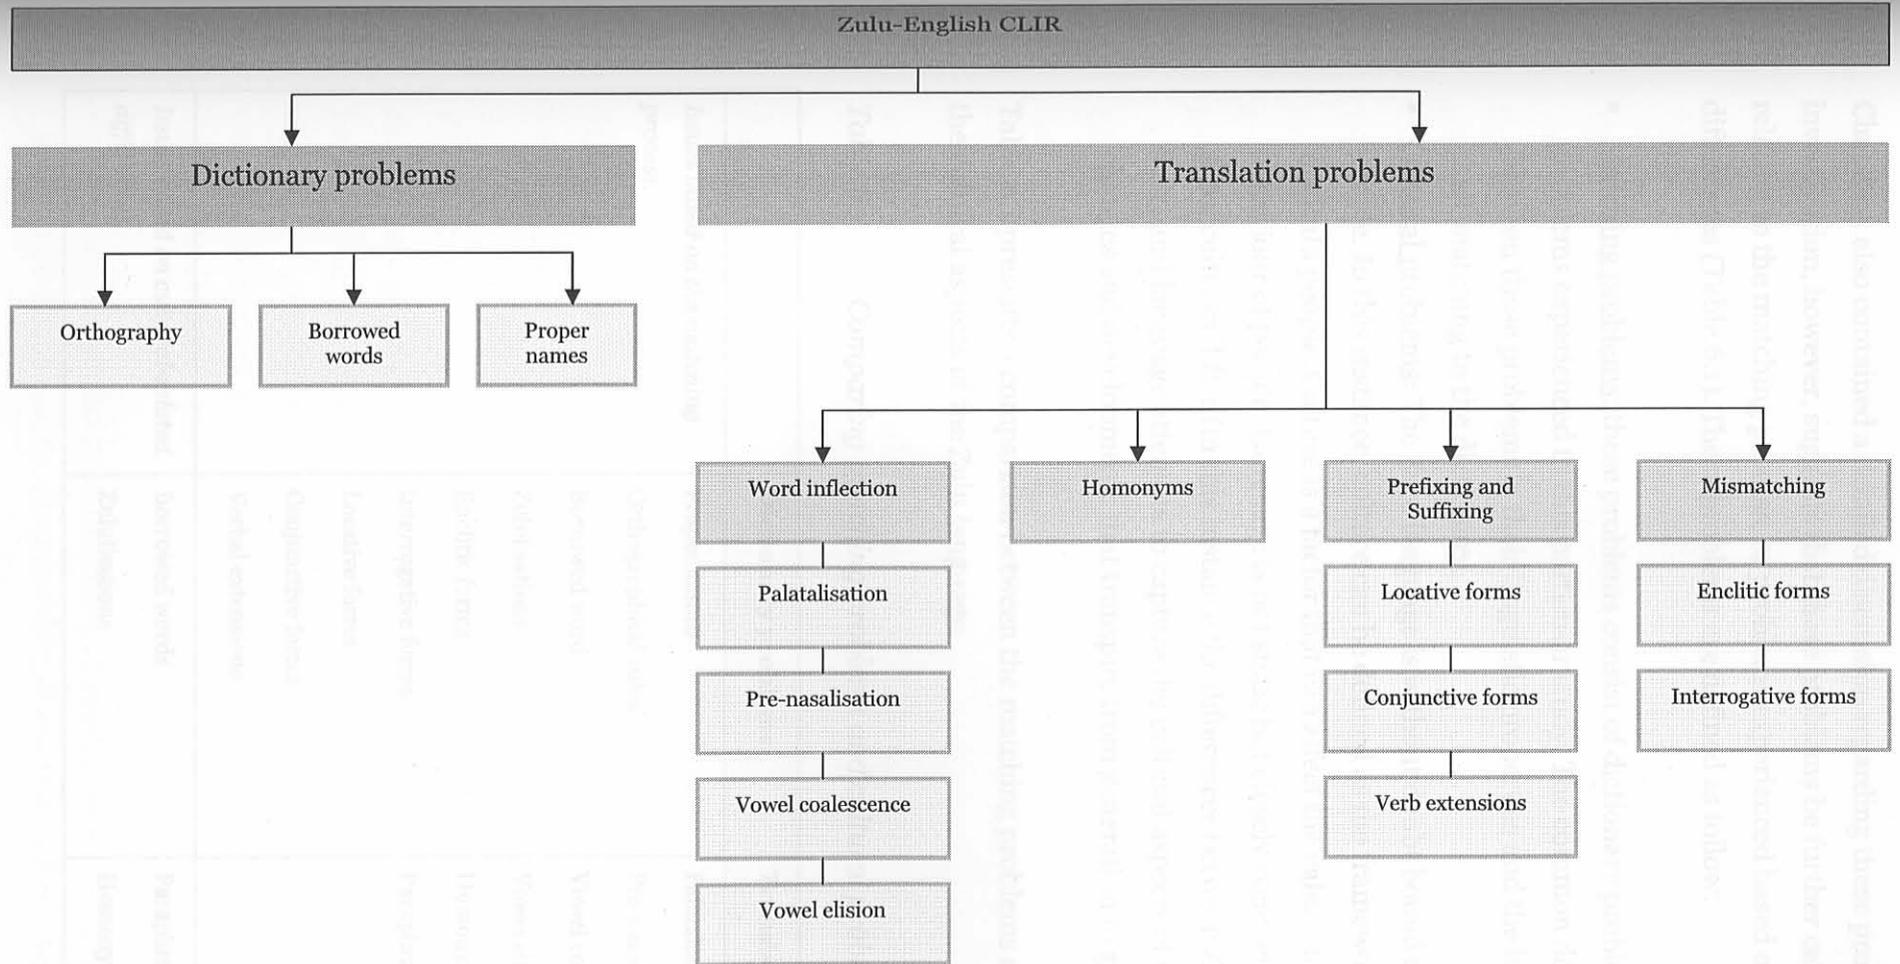 Zulu-English CLIR
Dictionary problems
Translation problems
Orthography
Borrowed
words
Proper
names
Word inflection
Homonyms
Prefixing and
Suffixing
Mismatching
Palatalisation
Locative forms
Enclitic forms
Pre-nasalisation
Conjunctive forms
Interrogative forms
Vowel coalescence
Verb extensions
Vowel elision